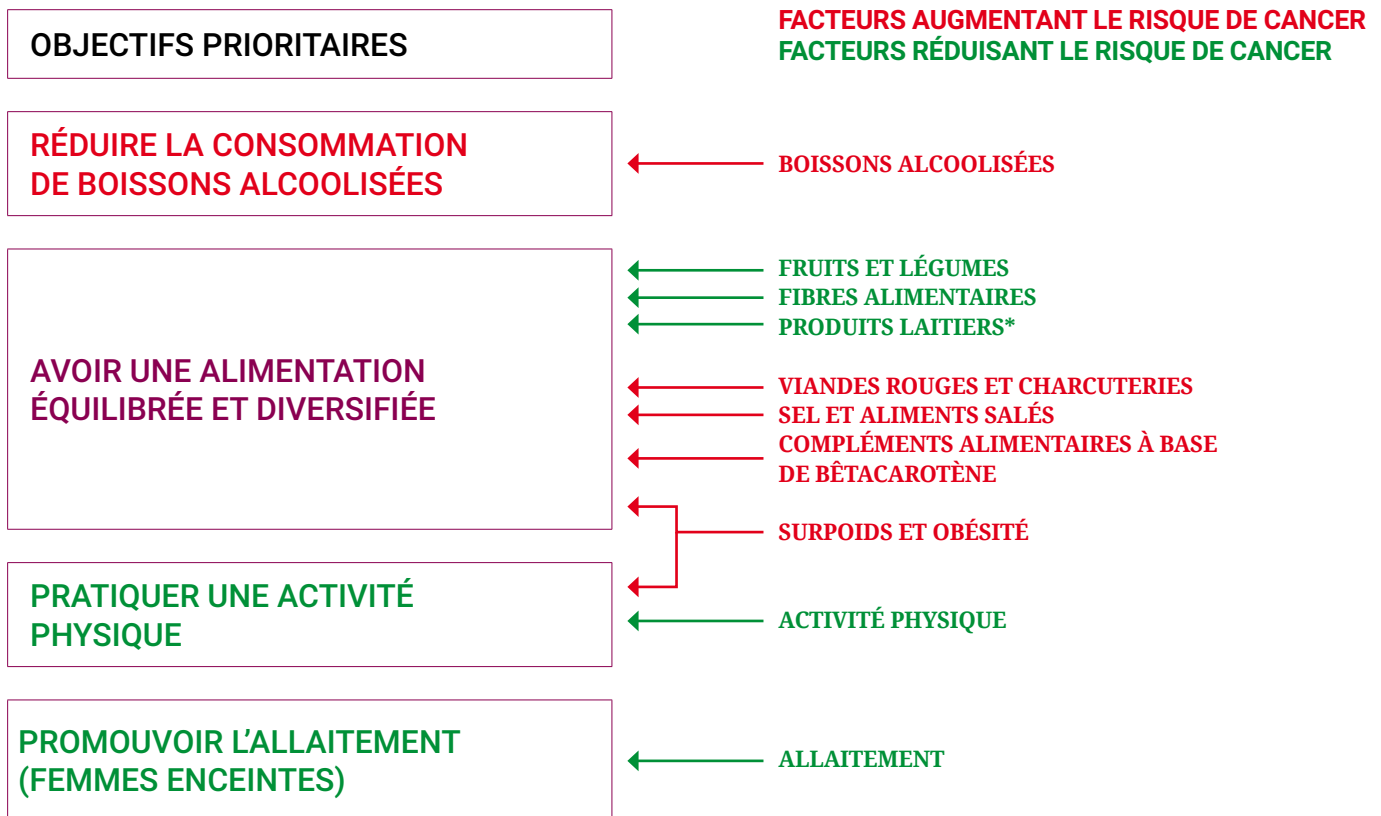 OBJECTIFS PRIORITAIRES
FACTEURS AUGMENTANT LE RISQUE DE CANCER
FACTEURS RÉDUISANT LE RISQUE DE CANCER
RÉDUIRE LA CONSOMMATION
DE BOISSONS ALCOOLISÉES
BOISSONS ALCOOLISÉES
AVOIR UNE ALIMENTATION
ÉQUILIBRÉE ET DIVERSIFIÉE
FRUITS ET LÉGUMES
FIBRES ALIMENTAIRES
PRODUITS LAITIERS*
VIANDES ROUGES ET CHARCUTERIES
SEL ET ALIMENTS SALÉS
COMPLÉMENTS ALIMENTAIRES À BASE
DE BÊTACAROTÈNE
SURPOIDS ET OBÉSITÉ
PRATIQUER UNE ACTIVITÉ
PHYSIQUE
ACTIVITÉ PHYSIQUE
PROMOUVOIR L'ALLAITEMENT
(FEMMES ENCEINTES)
ALLAITEMENT